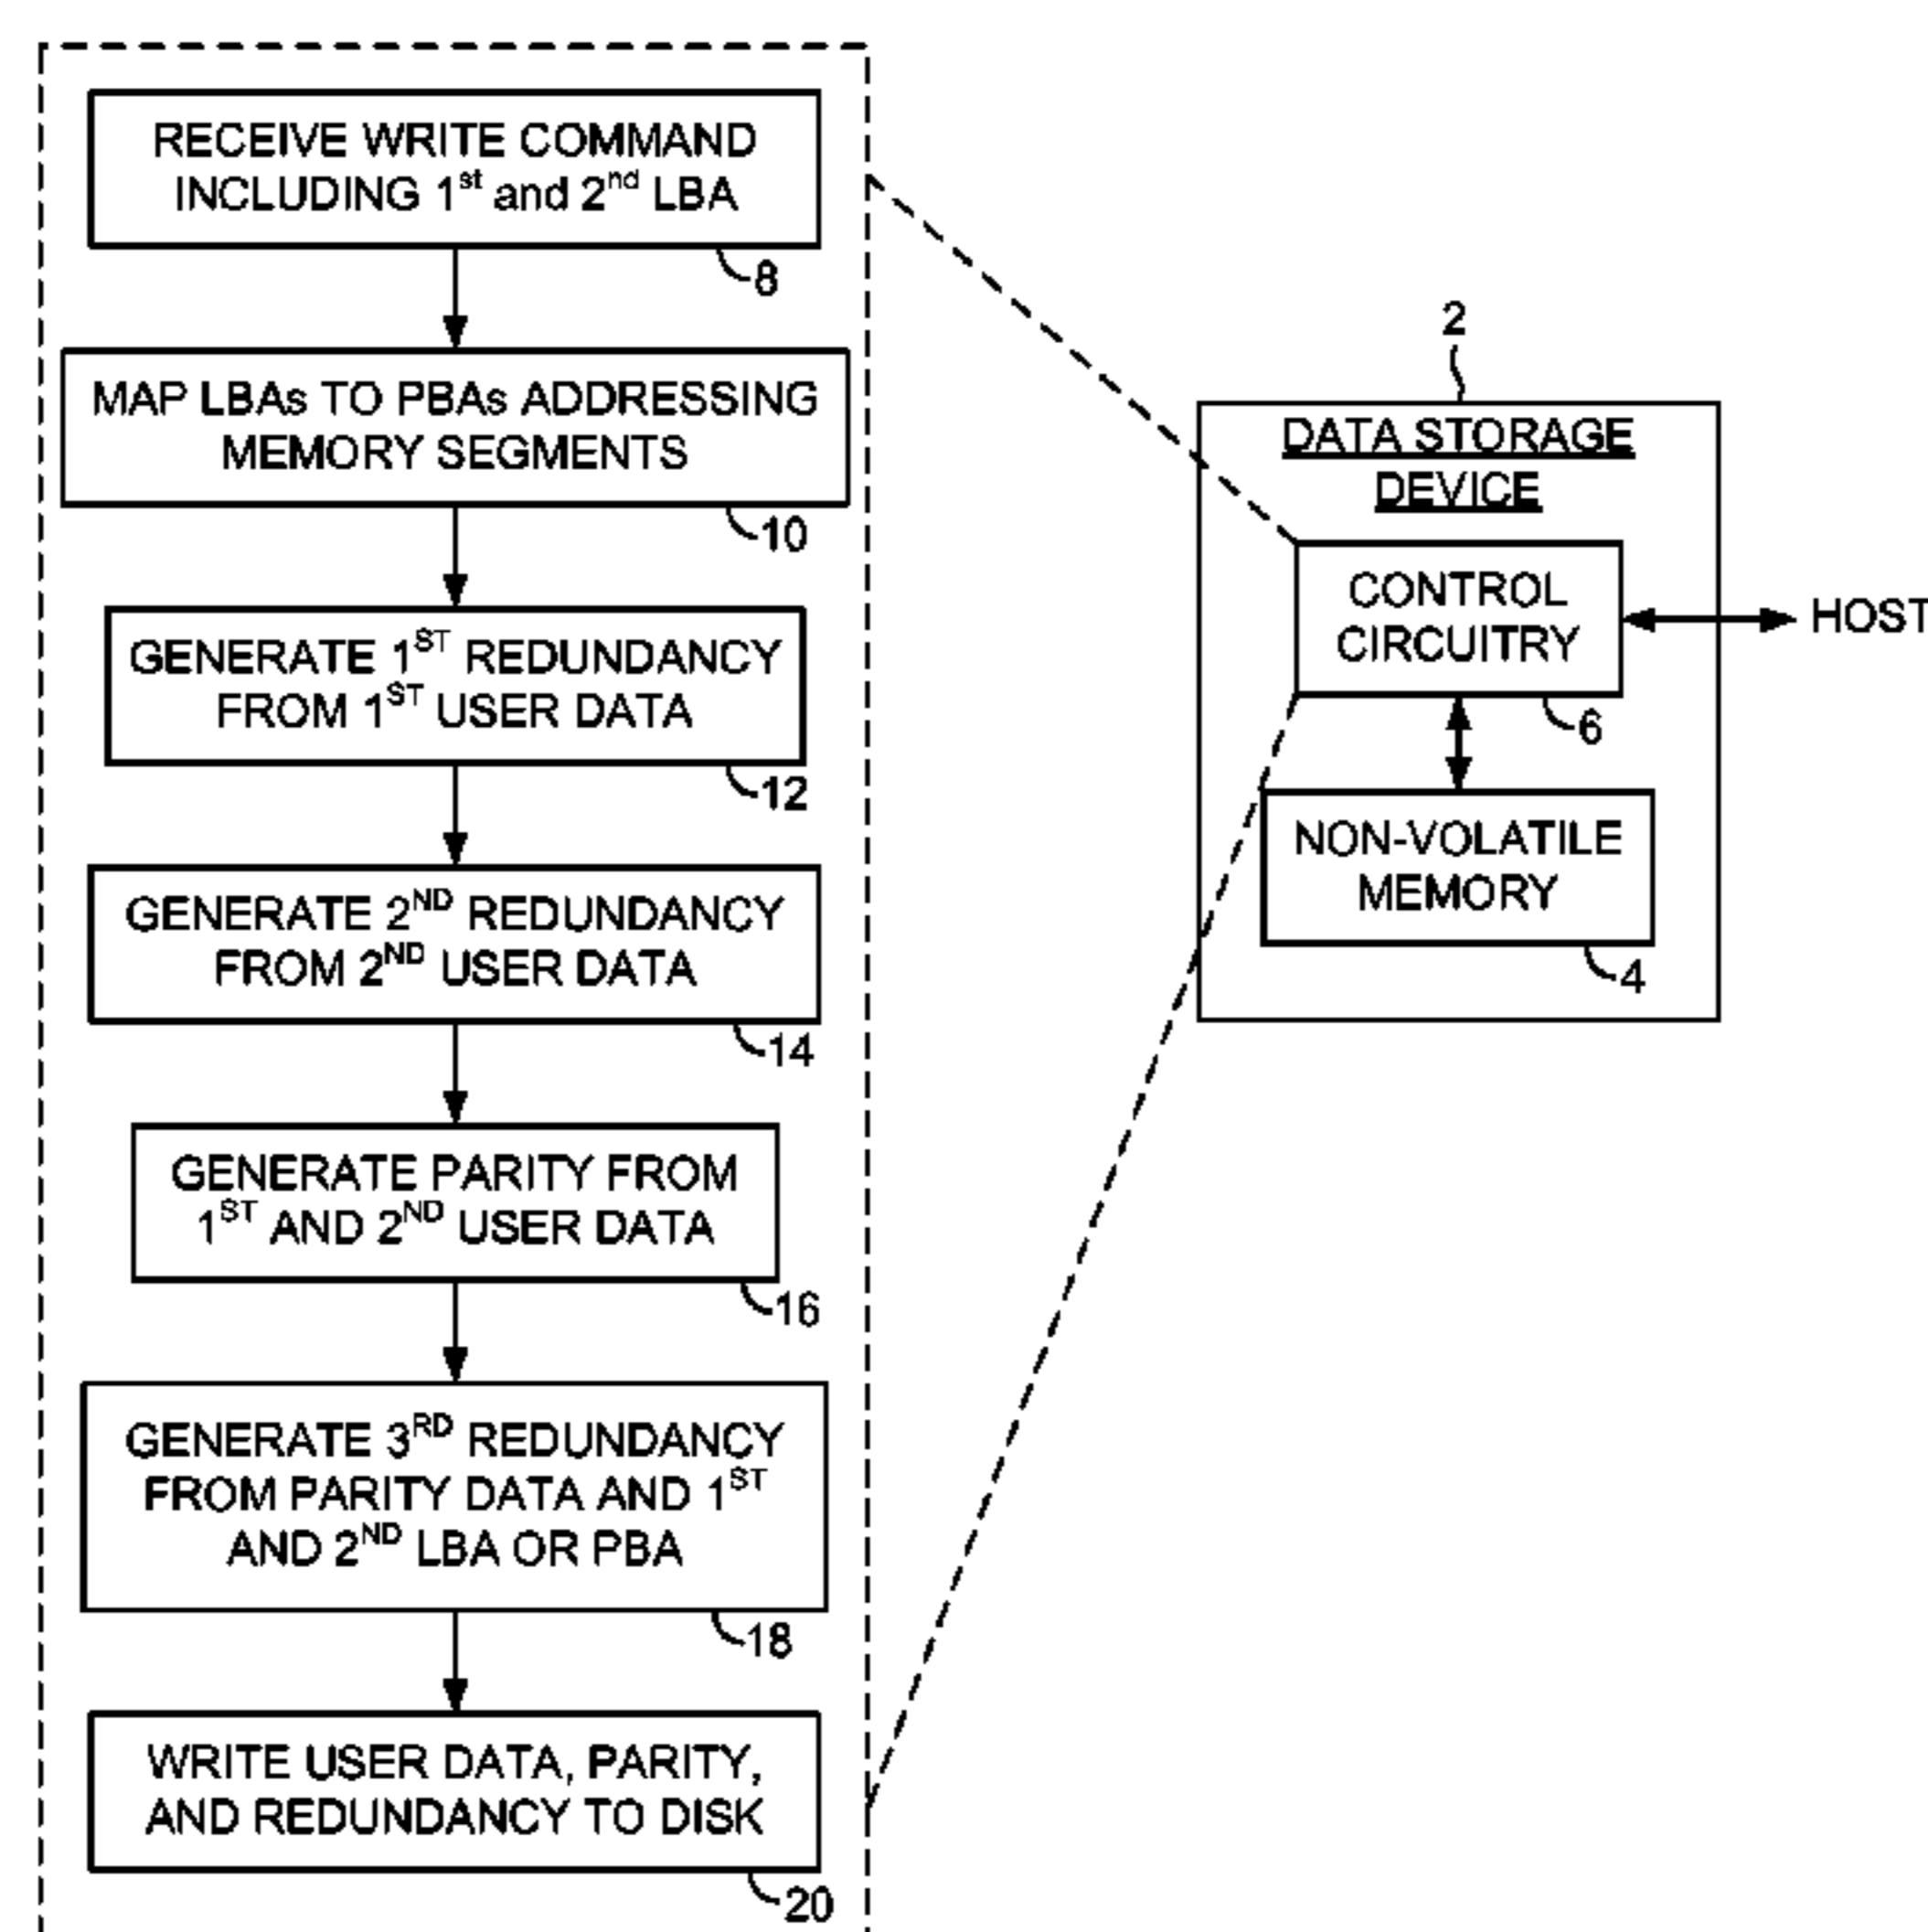 RECEIVE WRITE COMMAND
INCLUDING 1st and 2nd LBA
8
MAP LBAs TO PBAs ADDRESSING
MEMORY SEGMENTS
10
GENERATE 1ST REDUNDANCY
FROM 1ST USER DATA
12
GENERATE 2ND REDUNDANCY
FROM 2ND USER DATA
14
GENERATE PARITY FROM
1ST AND 2ND USER DATA
16
GENERATE 3RD REDUNDANCY
FROM PARITY DATA AND 1ST
AND 2ND LBA OR PBA
18
WRITE USER DATA, PARITY,
AND REDUNDANCY TO DISK
20
2
DATA STORAGE
DEVICE
CONTROL
CIRCUITRY
6
HOST
NON-VOLATILE
MEMORY
4